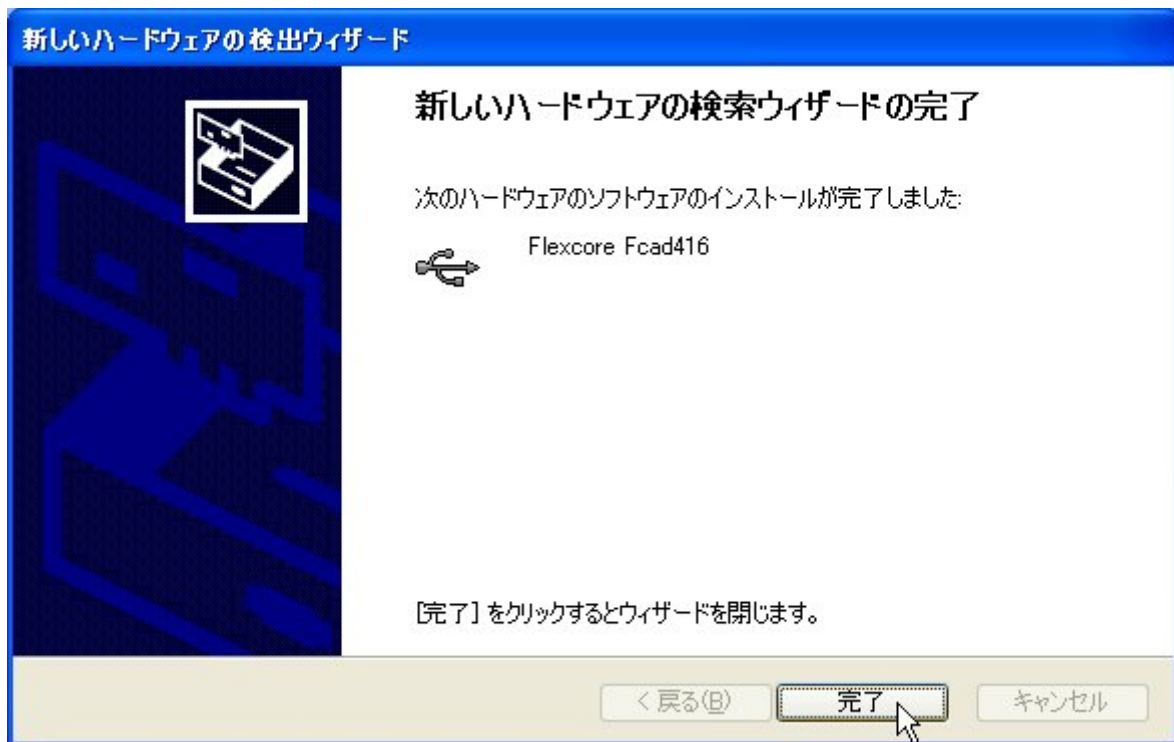 新しいハードウェアの検出ウィザード
新しいハードウェアの検索ウィザードの完了
次のハードウェアのソフトウェアのインストールが完了しました:
Flexcore Fcad416
[完了] をクリックするとウィザードを閉じます。
< 戻る(B) 完了 キャンセル